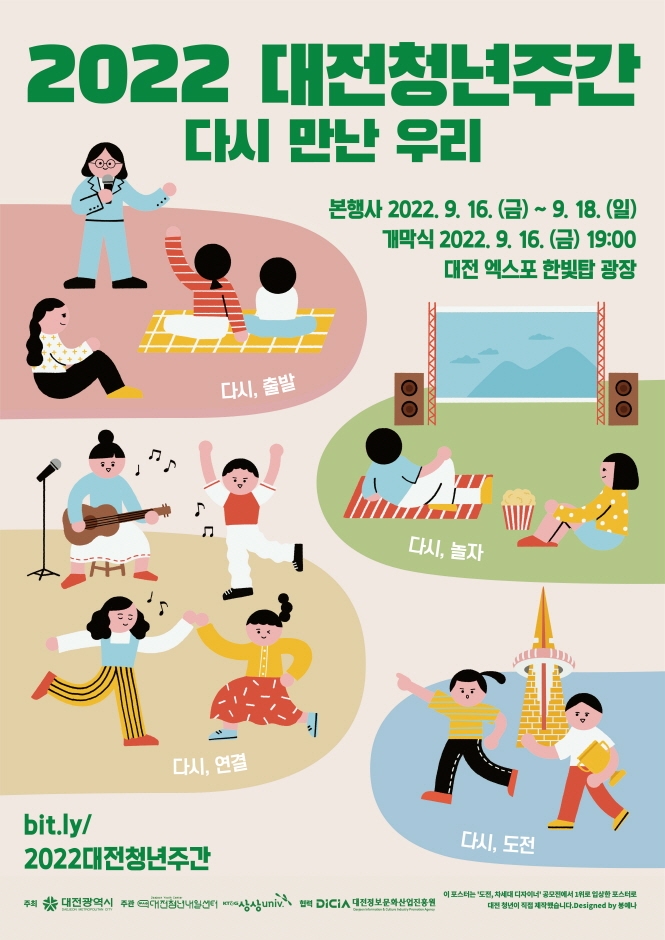 2022 대전청년주간
다시 만난 우리
본행사 2022. 9. 16. (금) ~ 9. 18. (일)
개막식 2022. 9. 16. (금) 19:00
대전 엑스포 한빛탑 광장
다시, 출발
다시, 놀자
다시, 연결
다시, 도전
bit.ly/
2022대전청년주간
주최 대전광역시 주관 대전청년내일센터 KT&G 상상univ. 협력 DiCiA 대전정보문화산업진흥원
DAEJEON METROPOLITAN CITY
이 포스터는 '도전, 차세대 디자이너' 공모전에서 1위로 입상한 포스터로
대전 청년이 직접 제작했습니다.Designed by 봉예나